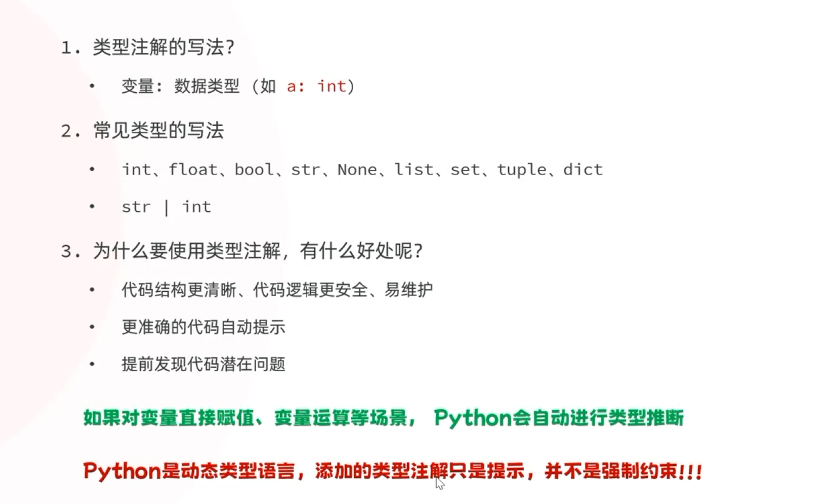 1. 类型注解的写法？
• 变量: 数据类型 (如 a: int)
2. 常见类型的写法
• int、float、bool、str、None、list、set、tuple、dict
• str | int
3. 为什么要使用类型注解，有什么好处呢？
• 代码结构更清晰、代码逻辑更安全、易维护
• 更准确的代码自动提示
• 提前发现代码潜在问题
如果对变量直接赋值、变量运算等场景， Python会自动进行类型推断
Python是动态类型语言，添加的类型注解只是提示，并不是强制约束!!!